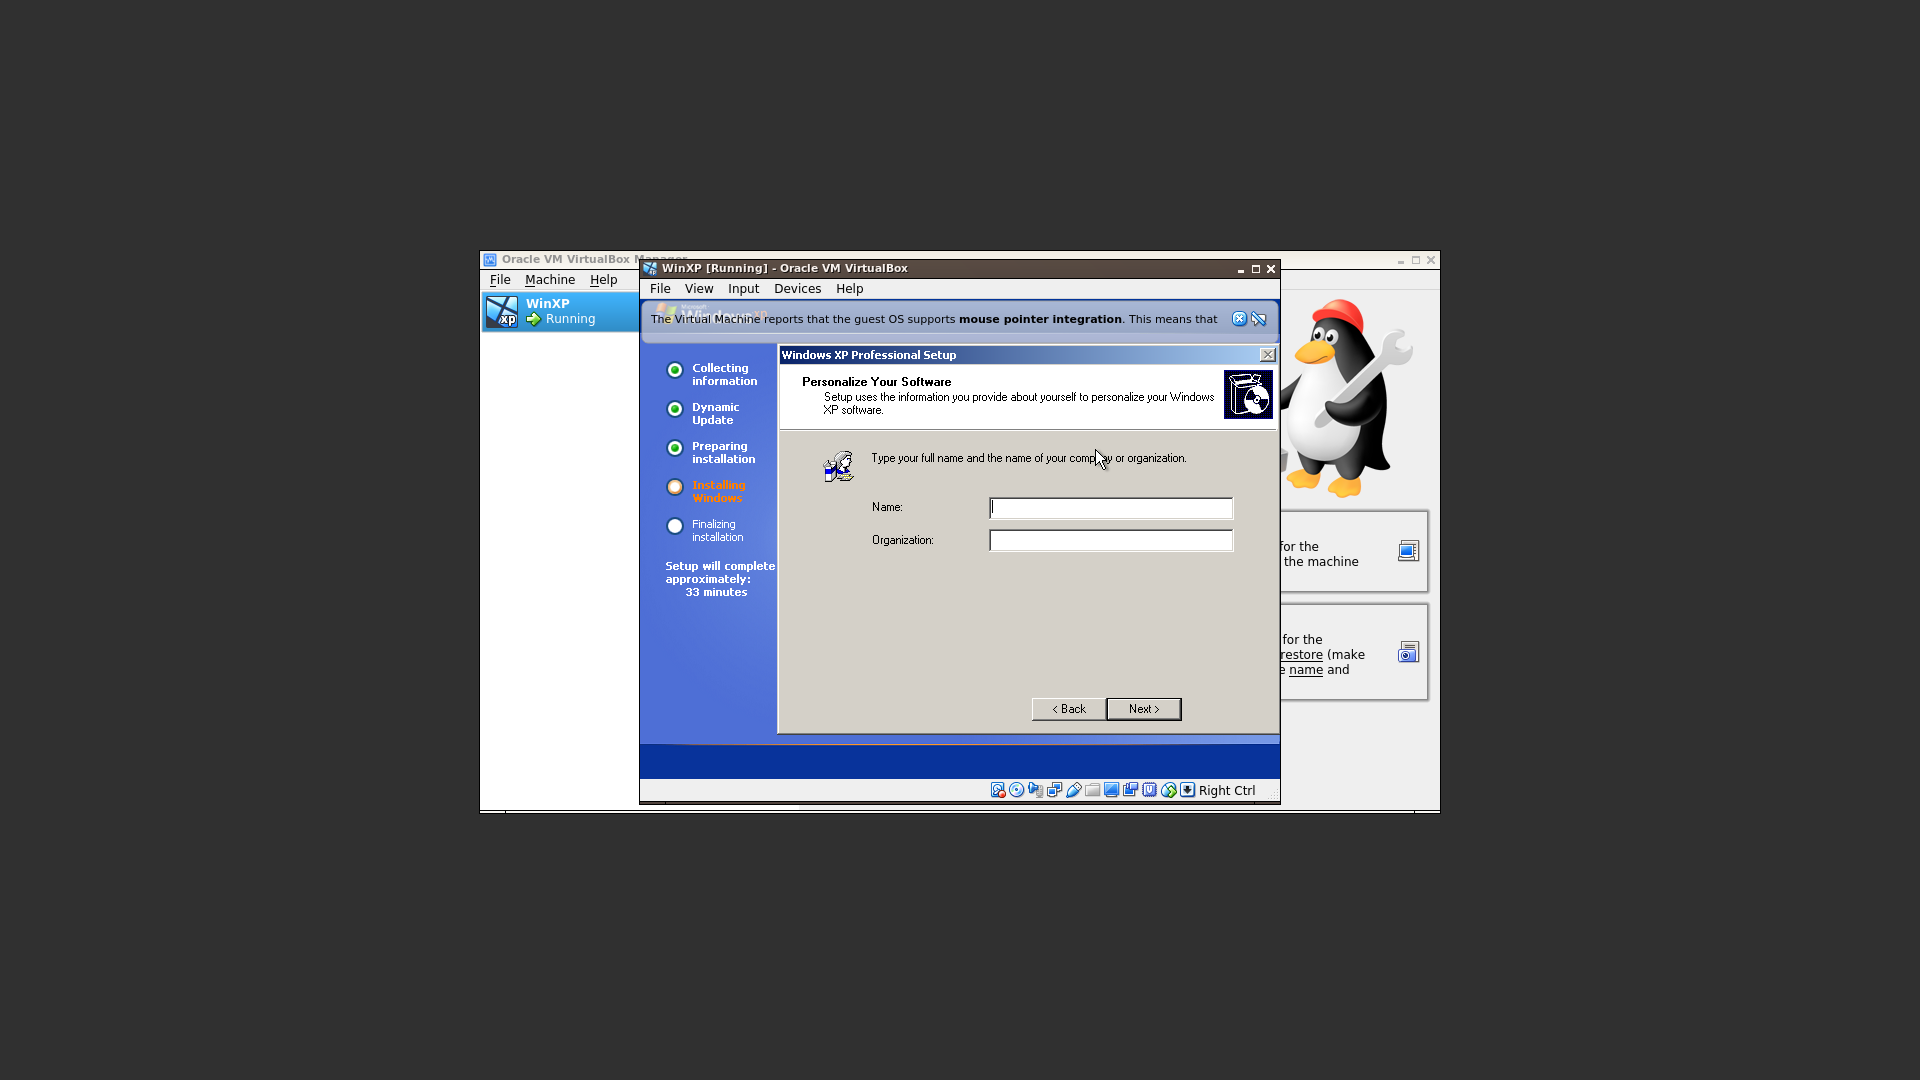 Oracle VM VirtualBox Manager
File Machine Help
WinXP
Running
WinXP [Running] - Oracle VM VirtualBox
File View Input Devices Help
The Virtual Machine reports that the guest OS supports mouse pointer integration. This means that
Collecting
information
Dynamic
Update
Preparing
installation
Installing
Windows
Finalizing
installation
Setup will complete
approximately:
33 minutes
Windows XP Professional Setup
Personalize Your Software
Setup uses the information you provide about yourself to personalize your Windows
XP software.
Type your full name and the name of your company or organization.
Name:
Organization:
< Back
Next >
Right Ctrl
for the
the machine
for the
restore (make
name and